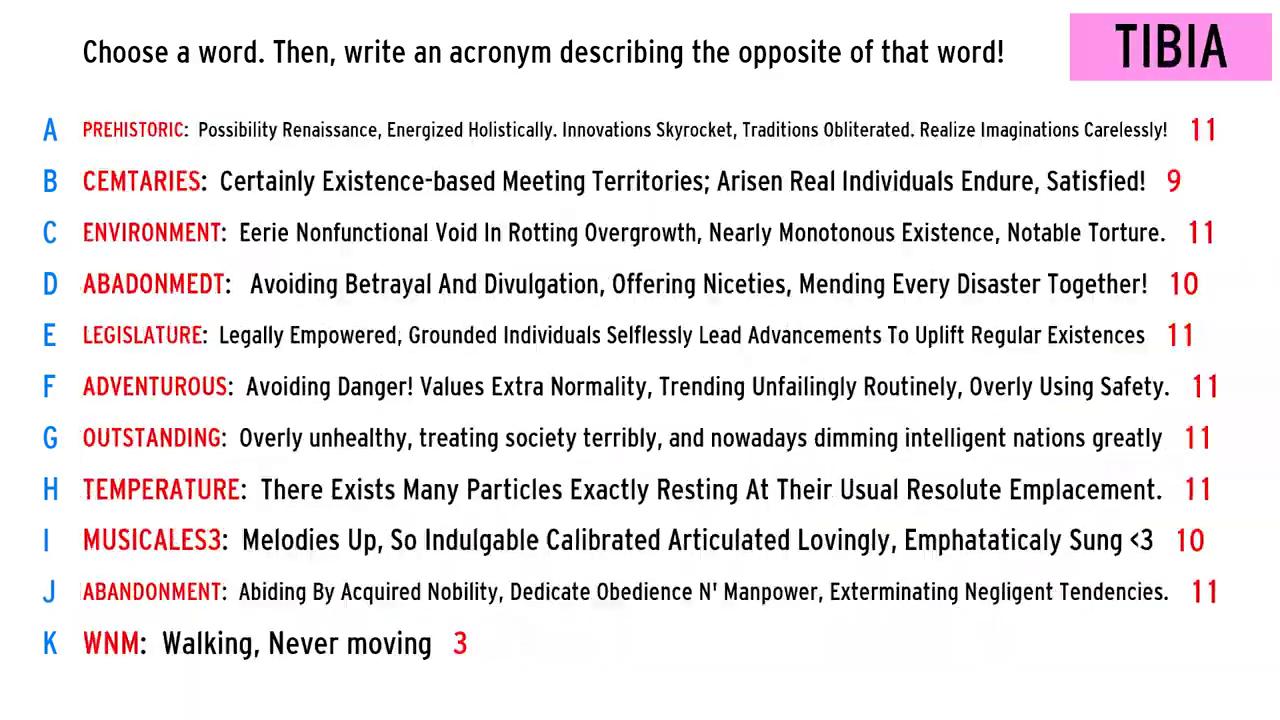 Choose a word. Then, write an acronym describing the opposite of that word!
TIBIA
A PREHISTORIC: Possibility Renaissance, Energized Holistically. Innovations Skyrocket, Traditions Obliterated. Realize Imaginations Carelessly! 11
B CEMTARIES: Certainly Existence-based Meeting Territories; Arisen Real Individuals Endure, Satisfied! 9
C ENVIRONMENT: Eerie Nonfunctional Void In Rotting Overgrowth, Nearly Monotonous Existence, Notable Torture. 11
D ABADONMEDT: Avoiding Betrayal And Divulgation, Offering Niceties, Mending Every Disaster Together! 10
E LEGISLATURE: Legally Empowered, Grounded Individuals Selflessly Lead Advancements To Uplift Regular Existences 11
F ADVENTUROUS: Avoiding Danger! Values Extra Normality, Trending Unfailingly Routinely, Overly Using Safety. 11
G OUTSTANDING: Overly unhealthy, treating society terribly, and nowadays dimming intelligent nations greatly 11
H TEMPERATURE: There Exists Many Particles Exactly Resting At Their Usual Resolute Emplacement. 11
I MUSICALES3: Melodies Up, So Indulgable Calibrated Articulated Lovingly, Emphataticaly Sung <3 10
J ABANDONMENT: Abiding By Acquired Nobility, Dedicate Obedience N' Manpower, Exterminating Negligent Tendencies. 11
K WNM: Walking, Never moving 3